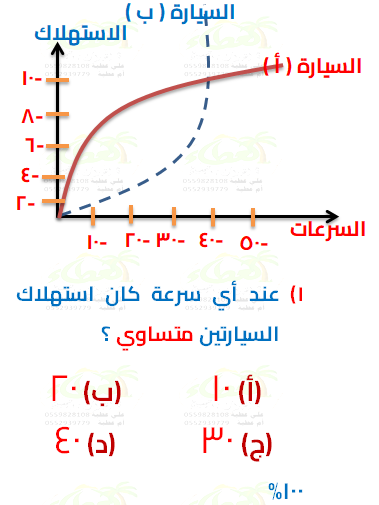 السيارة ( ب )
الاستهلاك
السيارة ( أ )
١٠-
٨-
٦-
٤-
٢-
١٠-
٢٠-
٣٠-
٤٠-
٥٠-
السرعات
١) عند أي سرعة كان استهلاك
السيارتين متساوي ؟
(أ) ١٠
(ب) ٢٠
(ج) ٣٠
(د) ٤٠
١٠٠%